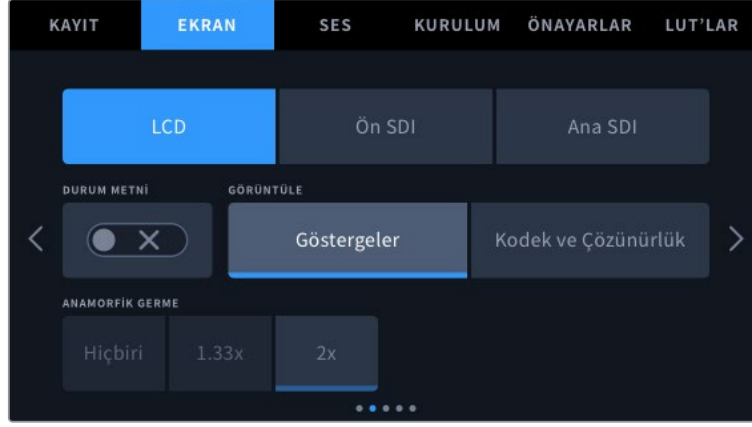 KAYIT EKRAN SES KURULUM ÖNAYARLAR LUT’LAR
LCD Ön SDI Ana SDI
DURUM METNİ GÖRÜNTÜLE
Göstergeler Kodek ve Çözünürlük
ANAMORFİK GERME
Hiçbiri 1.33x 2x